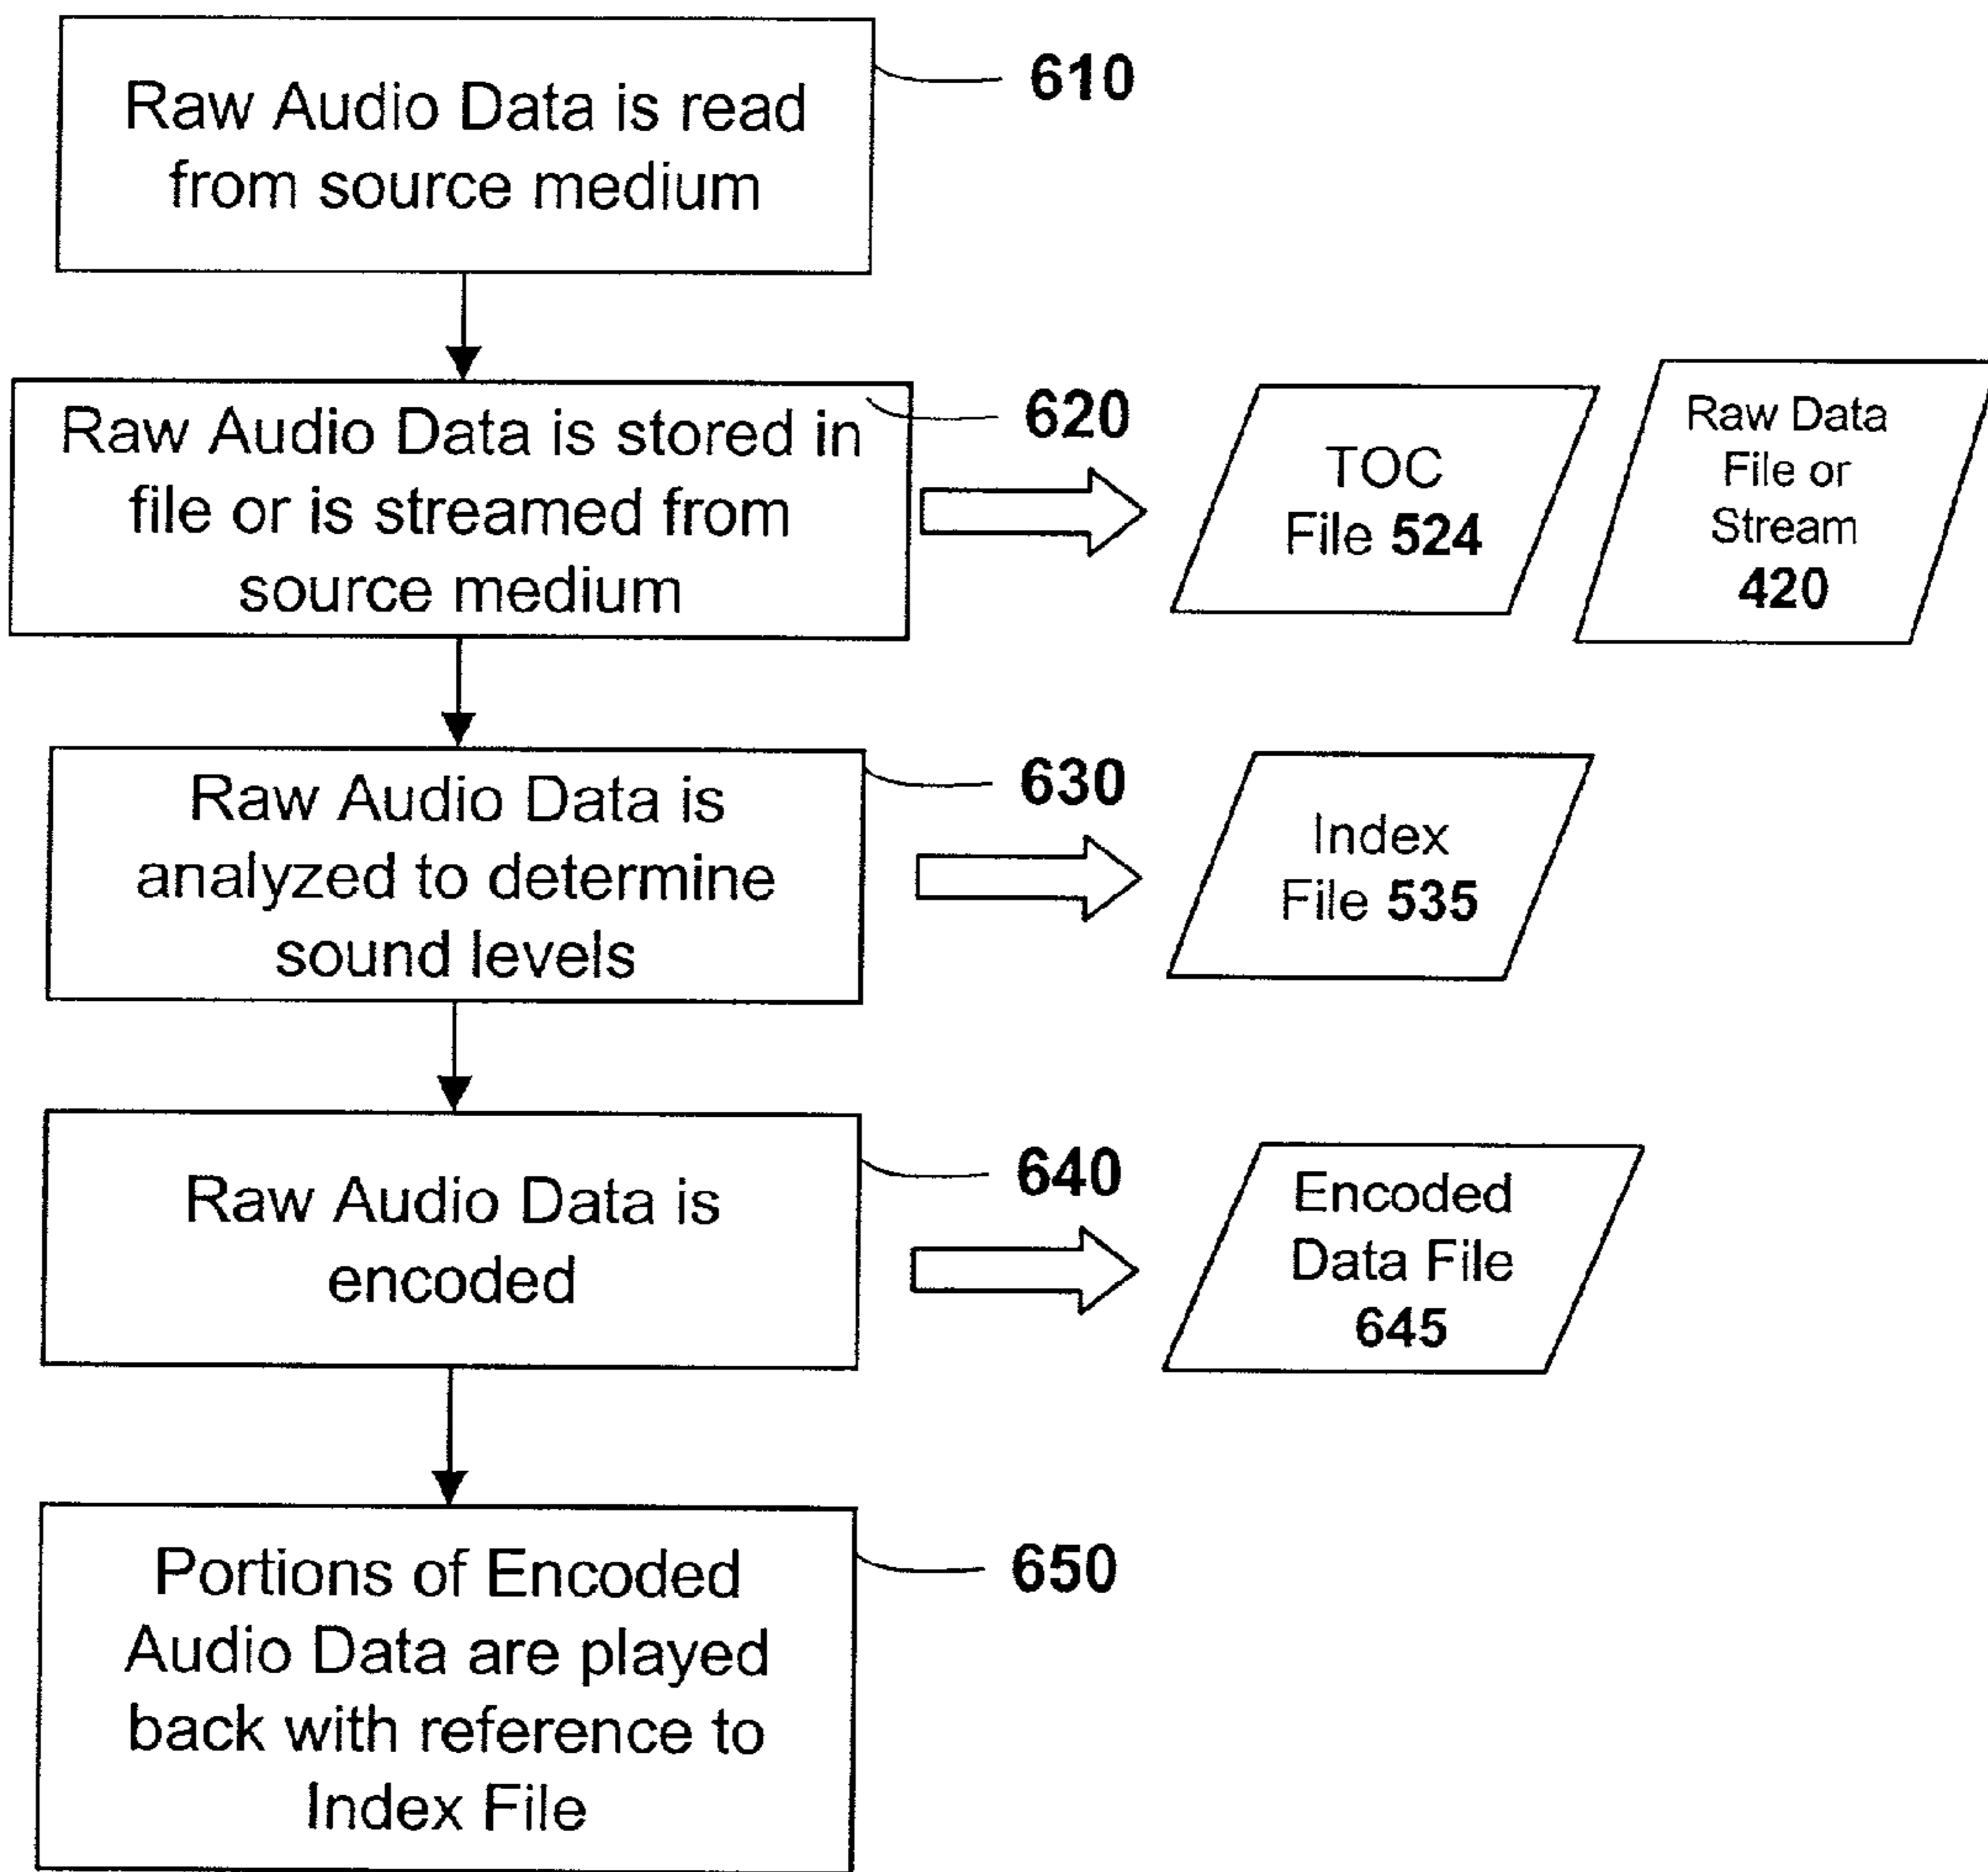 Raw Audio Data is read
from source medium
610
Raw Audio Data is stored in
file or is streamed from
source medium
620
TOC
File 524
Raw Data
File or
Stream
420
Raw Audio Data is
analyzed to determine
sound levels
630
Index
File 535
Raw Audio Data is
encoded
640
Encoded
Data File
645
Portions of Encoded
Audio Data are played
back with reference to
Index File
650